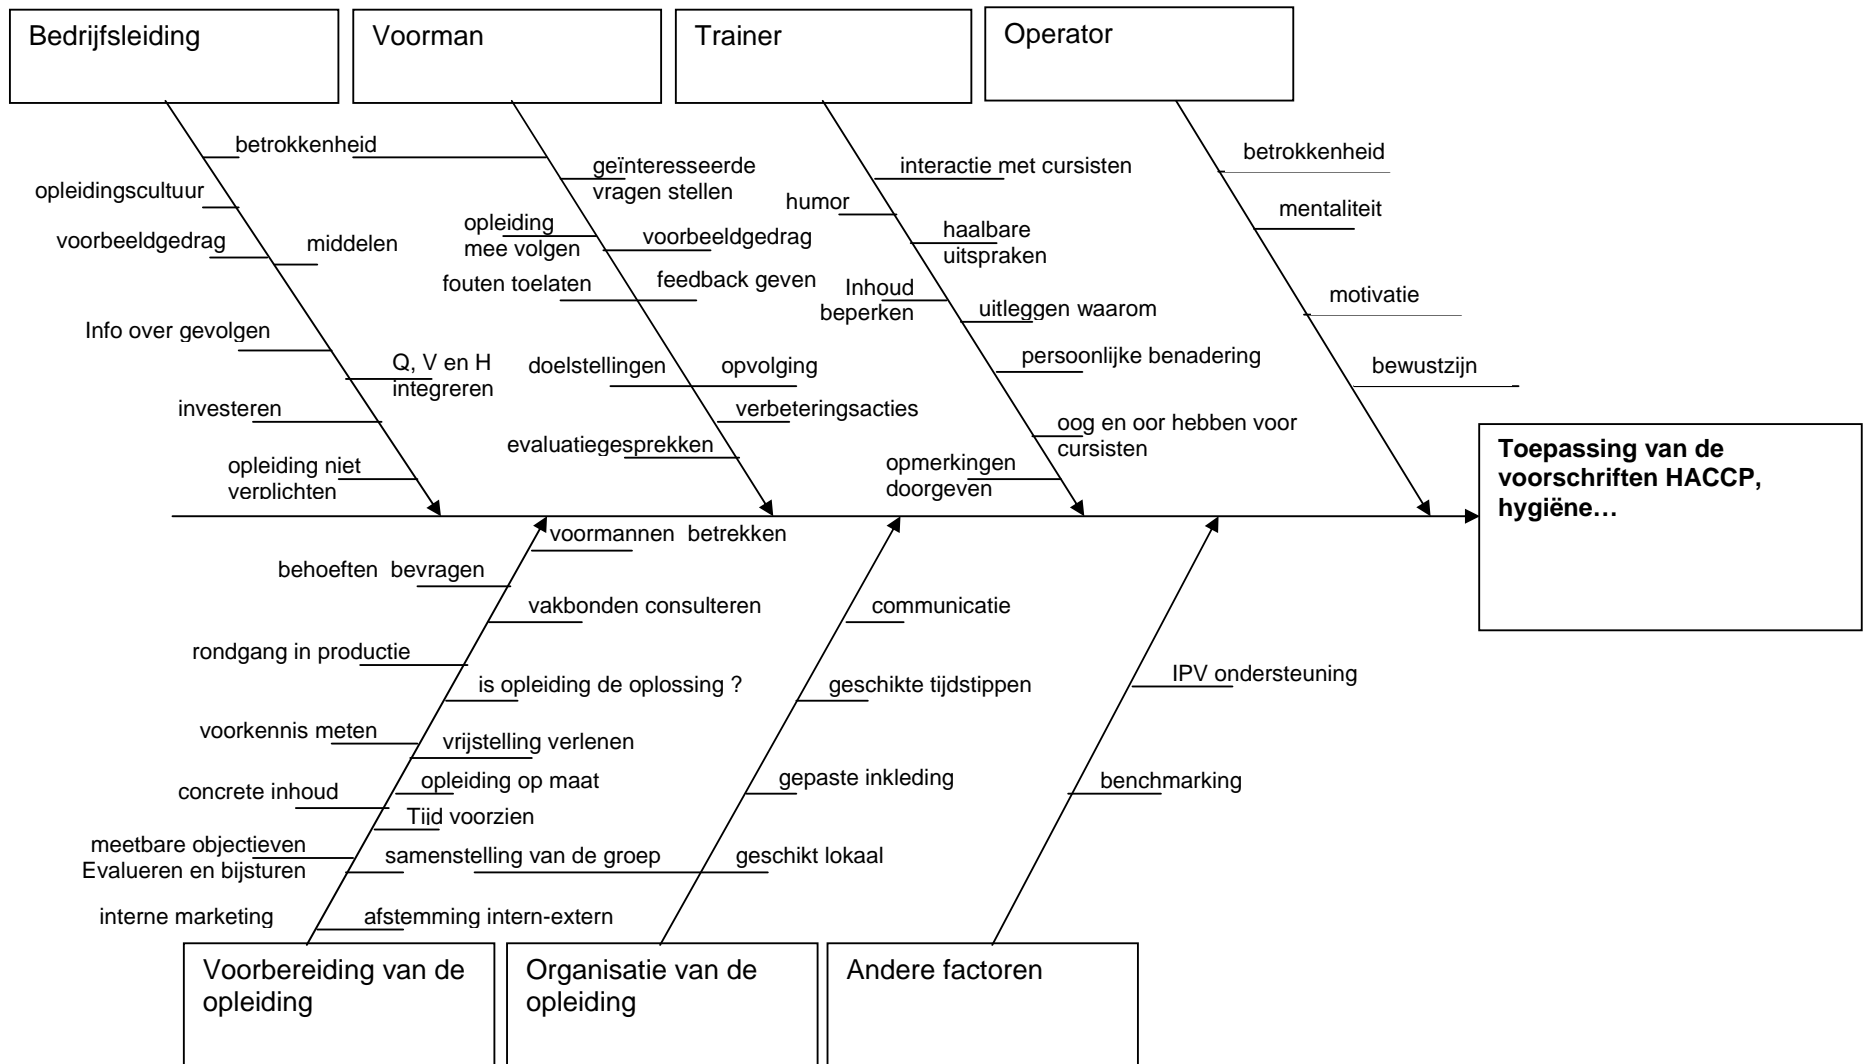 Bedrijfsleiding
Voorman
Trainer
Operator
betrokkenheid
opleidingscultuur
voorbeeldgedrag
middelen
Info over gevolgen
Q, V en H
integreren
investeren
opleiding niet
verplichten
geïnteresseerde
vragen stellen
opleiding
mee volgen
voorbeeldgedrag
fouten toelaten
feedback geven
doelstellingen
opvolging
verbeteringsacties
evaluatiegesprekken
interactie met cursisten
humor
haalbare
uitspraken
Inhoud
beperken
uitleggen waarom
persoonlijke benadering
oog en oor hebben voor
cursisten
opmerkingen
doorgeven
betrokkenheid
mentaliteit
motivatie
bewustzijn
Toepassing van de
voorschriften HACCP,
hygiëne…
voormannen betrekken
behoeften bevragen
vakbonden consulteren
rondgang in productie
is opleiding de oplossing ?
voorkennis meten
vrijstelling verlenen
opleiding op maat
concrete inhoud
Tijd voorzien
meetbare objectieven
Evalueren en bijsturen
samenstelling van de groep
interne marketing
afstemming intern-extern
communicatie
geschikte tijdstippen
gepaste inkleding
geschikt lokaal
IPV ondersteuning
benchmarking
Voorbereiding van de
opleiding
Organisatie van de
opleiding
Andere factoren